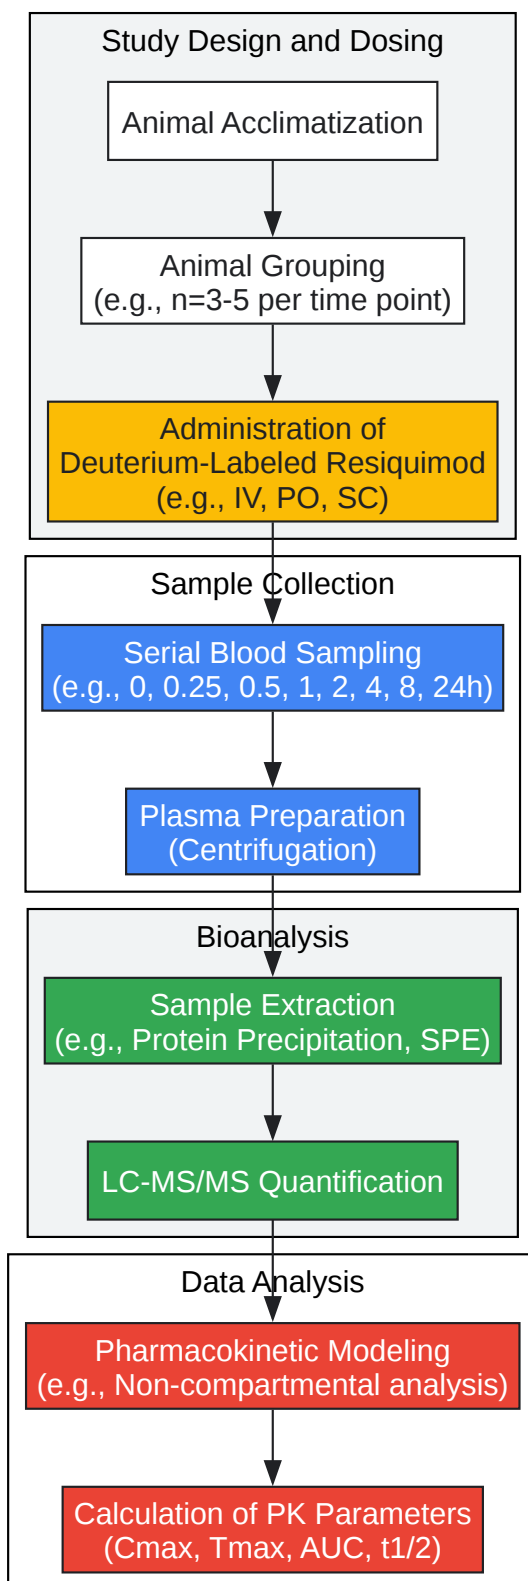 Study Design and Dosing
Animal Acclimatization
Animal Grouping
(e.g., n=3-5 per time point)
Administration of
Deuterium-Labeled Resiquimod
(e.g., IV, PO, SC)
Sample Collection
Serial Blood Sampling
(e.g., 0, 0.25, 0.5, 1, 2, 4, 8, 24h)
Plasma Preparation
(Centrifugation)
Bioanalysis
Sample Extraction
(e.g., Protein Precipitation, SPE)
LC-MS/MS Quantification
Data Analysis
Pharmacokinetic Modeling
(e.g., Non-compartmental analysis)
Calculation of PK Parameters
(Cmax, Tmax, AUC, t1/2)